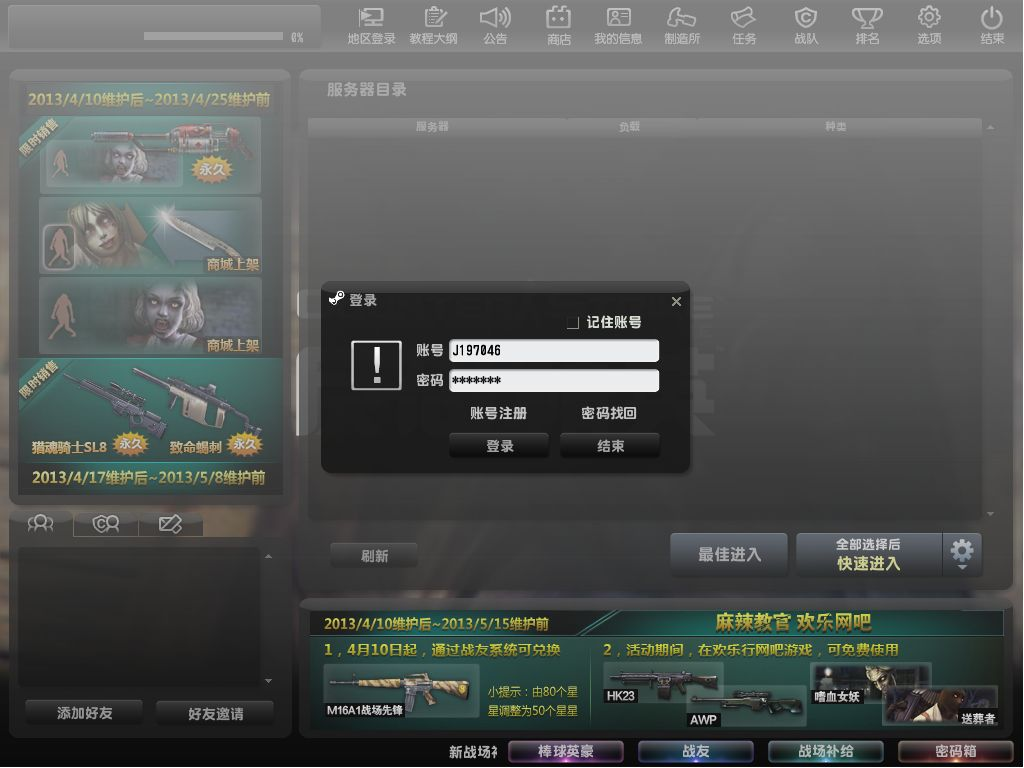 0% 地区登录 教程大纲 公告 商店 我的信息 制造所 任务 战队 排名 选项 结束
2013/4/10维护后~2013/4/25维护前
限时销售
永久
商城上架
商城上架
限时销售
猎魂骑士SL8 永久 致命蝎刺 永久
2013/4/17维护后~2013/5/8维护前
服务器目录
服务器 负载 种类
登录
记住账号
账号 J197046
密码 *******
账号注册 密码找回
登录 结束
刷新 最佳进入 全部选择后
快速进入
添加好友 好友邀请
2013/4/10维护后~2013/5/15维护前 麻辣教官 欢乐网吧
1，4月10日起，通过战友系统可兑换 2，活动期间，在欢乐行网吧游戏，可免费使用
M16A1战场先锋
小提示：由80个星
星调整为50个星星
HK23
AWP
嗜血女妖
送葬者
新战场礻 棒球英豪 战友 战场补给 密码箱